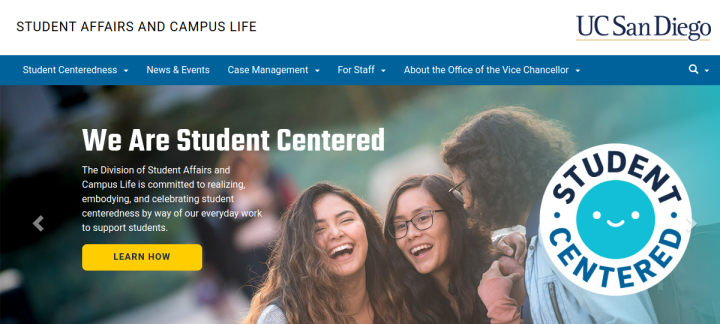 STUDENT AFFAIRS AND CAMPUS LIFE
UC San Diego
Student Centeredness
News & Events
Case Management
For Staff
About the Office of the Vice Chancellor
We Are Student Centered
The Division of Student Affairs and
Campus Life is committed to realizing,
embodying, and celebrating student
centeredness by way of our everyday work
to support students.
LEARN HOW
STUDENT
CENTERED